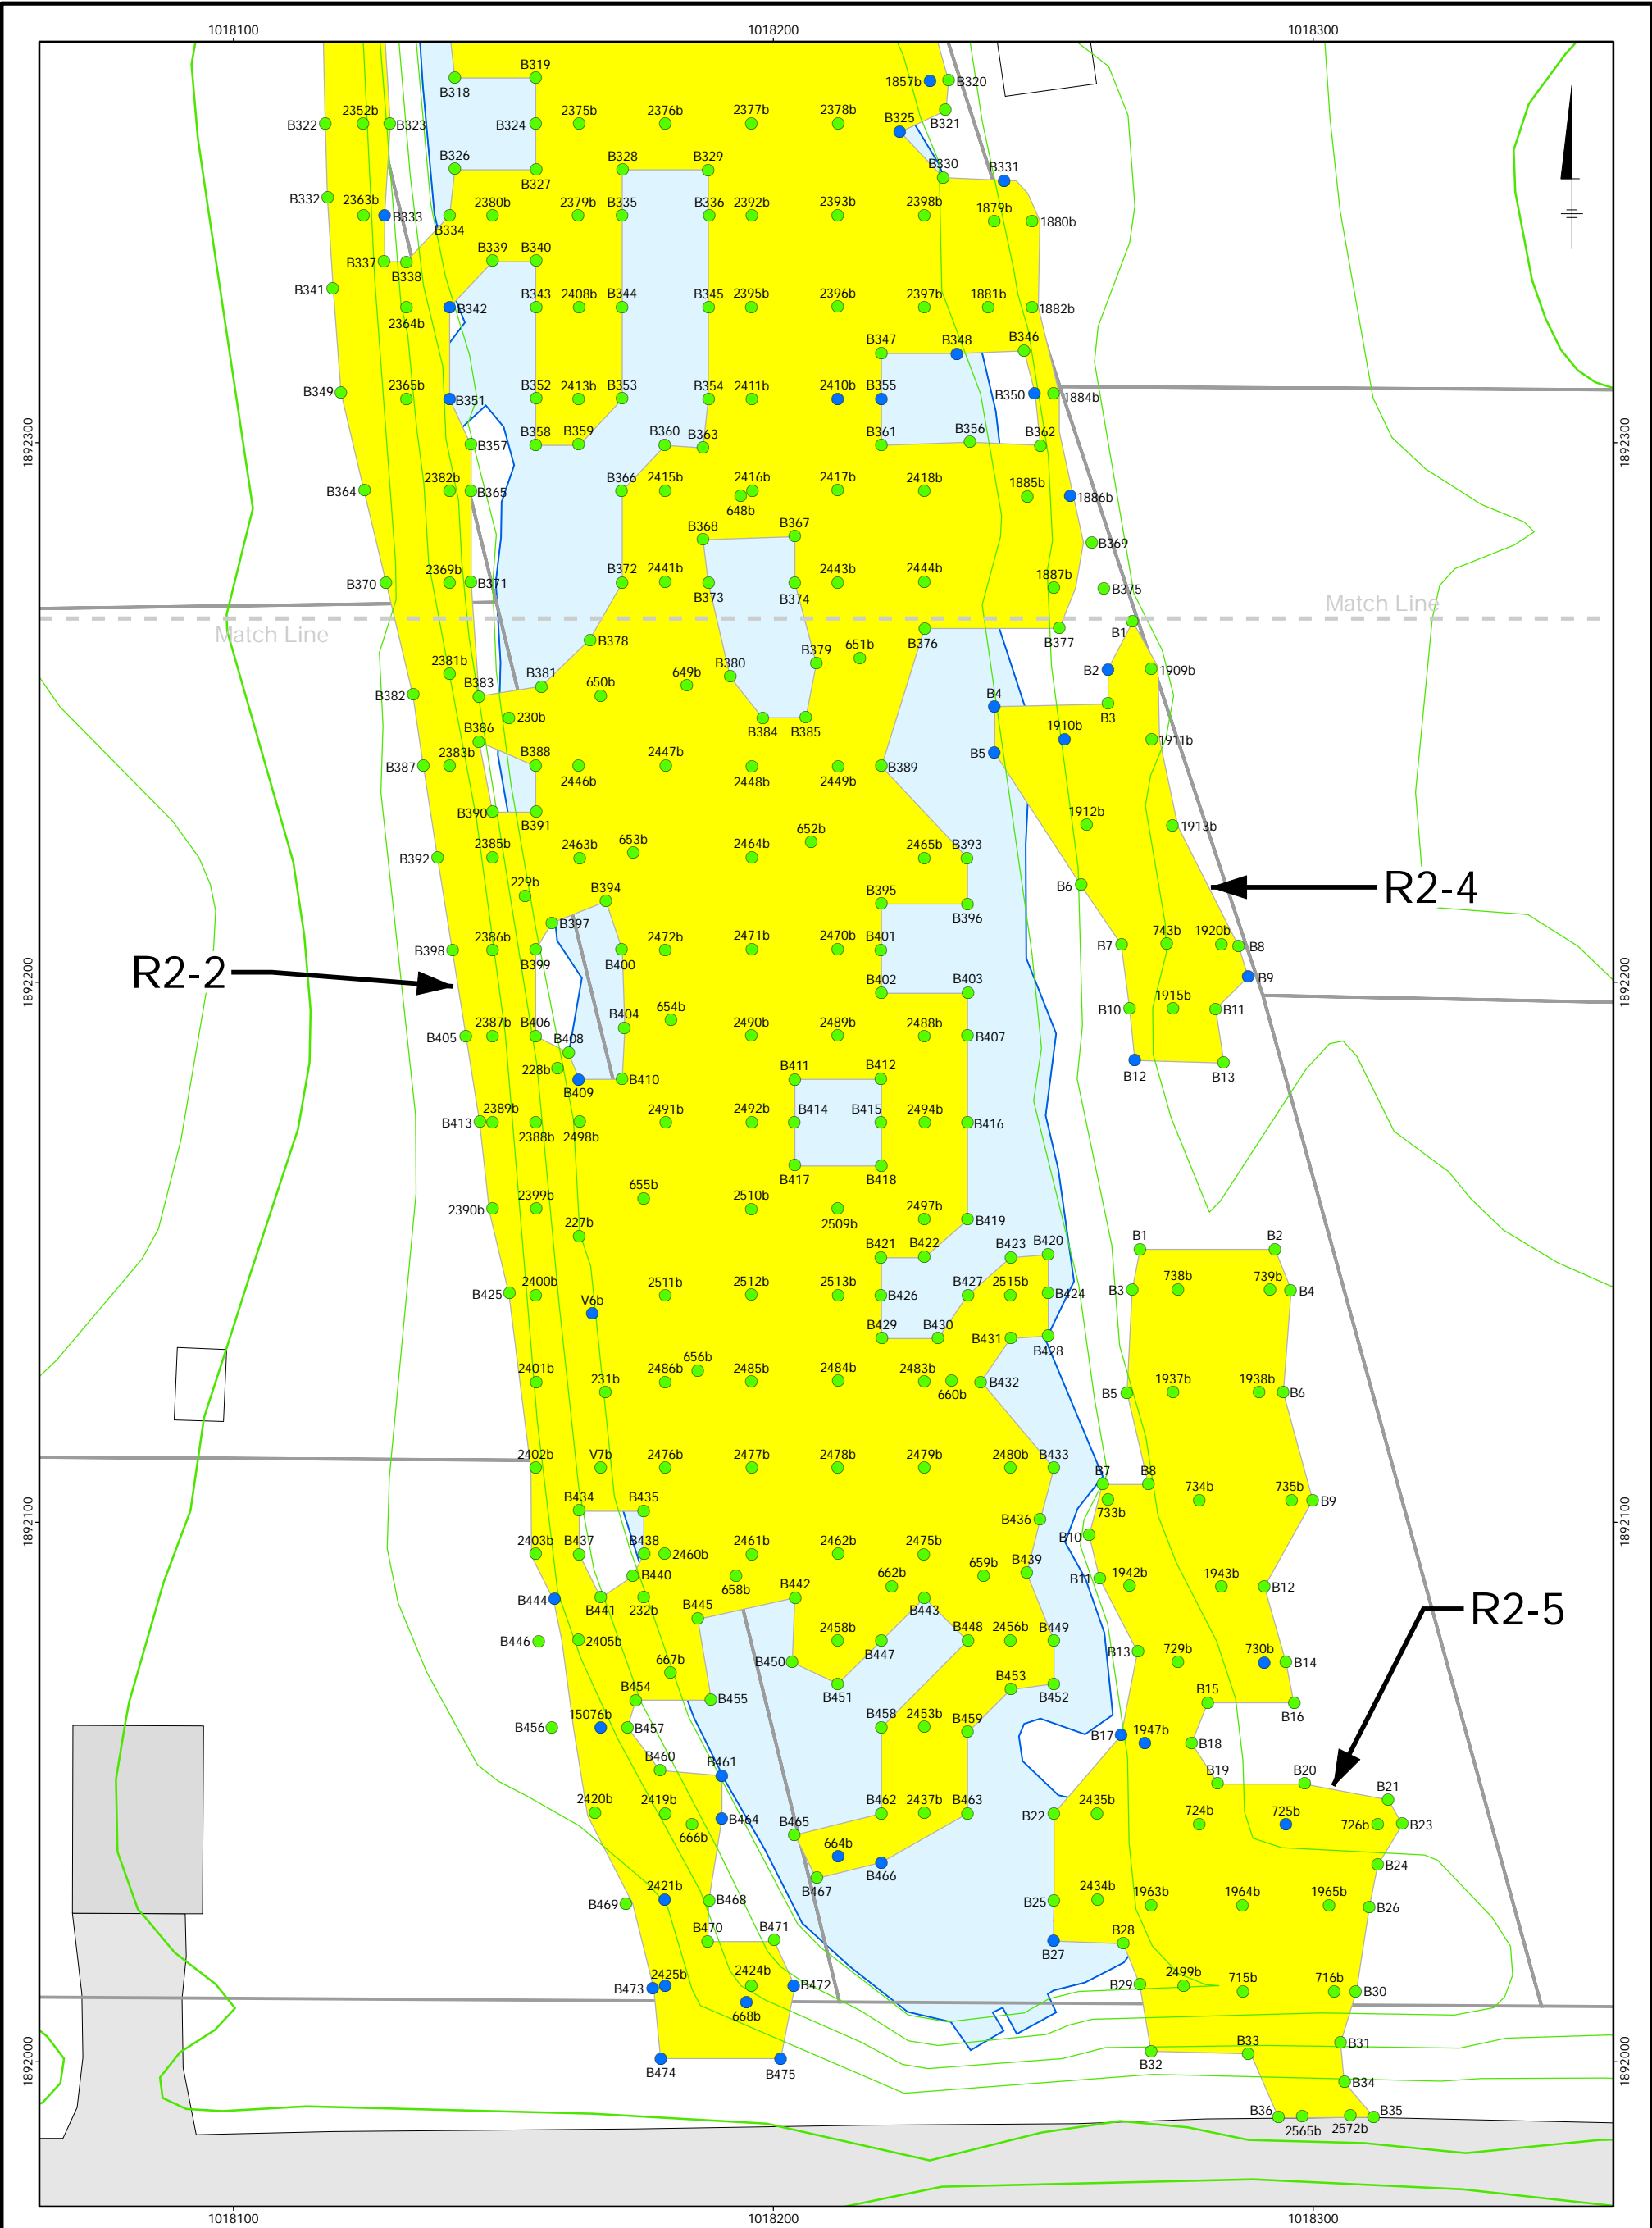 1018100 1018200 1018300
B319
B318
1857b B320
2352b 2375b 2376b 2377b 2378b
B322 B323 B324 B325 B321
B326 B328 B329
B327 B330 B331
B332 2363b B333 2380b 2379b B335 B336 2392b 2393b 2398b 1879b 1880b
B334
B339 B340
B337 B338
B341
2364b B342 B343 2408b B344 B345 2395b 2396b 2397b 1881b 1882b
B347 B348 B346
B349 2365b B351 B352 2413b B353 B354 2411b 2410b B355 B350 1884b
1892300 B357 B358 B359 B360 B363 B361 B356 B362 1892300
B364 2382b B365 B366 2415b 2416b 2417b 2418b 1885b 1886b
648b
B368 B367 B369
B370 2369b B371 B372 2441b B373 B374 2443b 2444b 1887b B375
Match Line
Match Line
B1
B378 B376 B377
2381b B380 B379 651b B2 1909b
B382 B383 B381 650b 649b
230b B384 B385 B4 B3
B386 1910b 1911b
B387 2383b B388 2446b 2447b 2448b 2449b B389 B5
B390 B391
652b 1912b 1913b
B392 2385b 2463b 653b 2464b 2465b B393
R2-4
B6
229b B394 B395 B396
B397
B398 2386b B399 B400 2472b 2471b 2470b B401 B7 743b 1920b B8
R2-2
B9
1892200 B402 B403 1892200
B10 1915b B11
654b
B405 2387b B406 B404 2490b 2489b 2488b B407
B408
228b B12 B13
B409 B410 B411 B412
B413 2389b 2388b 2498b 2491b 2492b B414 B415 2494b B416
B417 B418
655b
2390b 2399b 2510b 2509b 2497b B419
227b
B421 B422 B423 B420 B1 B2
B425 2400b 2511b 2512b 2513b B426 B427 2515b B424 B3 738b 739b B4
V6b
B429 B430 B431 B428
656b
2401b 231b 2486b 2485b 2484b 2483b 660b B432 B5 1937b 1938b B6
2402b V7b 2476b 2477b 2478b 2479b 2480b B433 B7 B8
733b 734b 735b B9
B434 B435
1892100 B436 B10 1892100
2403b B437 B438 2460b 2461b 2462b 2475b
B440 658b 662b 659b B439 B11 1942b 1943b B12
B444 B441 232b B442 B443
B445
B446 2405b 2458b B447 B448 2456b B449
B13 729b 730b B14
667b B450 B451 B453 B452
B454 B455 B15 B16
B456 15076b B457 B458 2453b B459 B17 1947b B18
B460 B461
B19 B20 B21
2420b 2419b B464 B462 2437b B463 B22 2435b
666b B465 724b 725b 726b B23
R2-5
664b B466 B24
B467
B469 2421b B468 B25 2434b 1963b 1964b 1965b B26
B470 B471 B27 B28
B473 2425b 2424b B472 B29 2499b 715b 716b B30
668b
B31
1892000 B474 B475 B32 B33 1892000
B34
B36 2565b 2572b B35
1018100 1018200 1018300